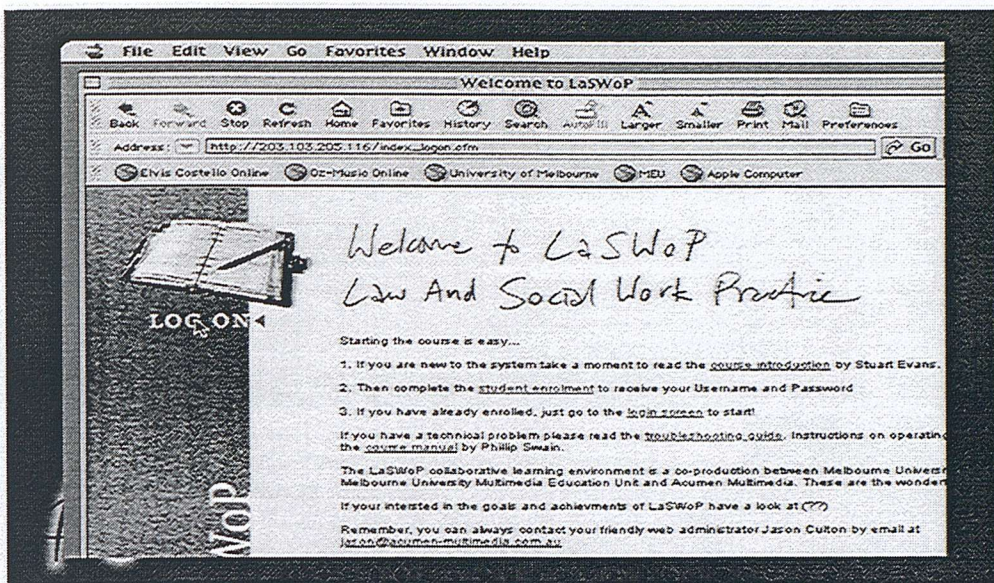 File Edit View Go Favorites Window Help
Welcome to LaSWoP
Back Forward Stop Refresh Home Favorites History Search AutoFill Larger Smaller Print Mail Preferences
Address: http://203.103.205.116/index_logon.cfm Go
Elvis Costello Online Oz-Music Online University of Melbourne MEU Apple Computer
Welcome to LaSWoP
Law And Social Work Practice
LOG ON
Starting the course is easy...
1. If you are new to the system take a moment to read the course introduction by Stuart Evans.
2. Then complete the student enrolment to receive your Username and Password
3. If you have already enrolled, just go to the login screen to start!
If you have a technical problem please read the troubleshooting guide. Instructions on operating
the course manual by Phillip Swain.
The LaSWoP collaborative learning environment is a co-production between Melbourne Univers
Melbourne University Multimedia Education Unit and Acumen Multimedia. These are the wonder
If your intersted in the goals and achievments of LaSWoP have a look at (??)
Remember, you can always contact your friendly web administrator Jason Culton by email at
jason@acumen-multimedia.com.au
WoP